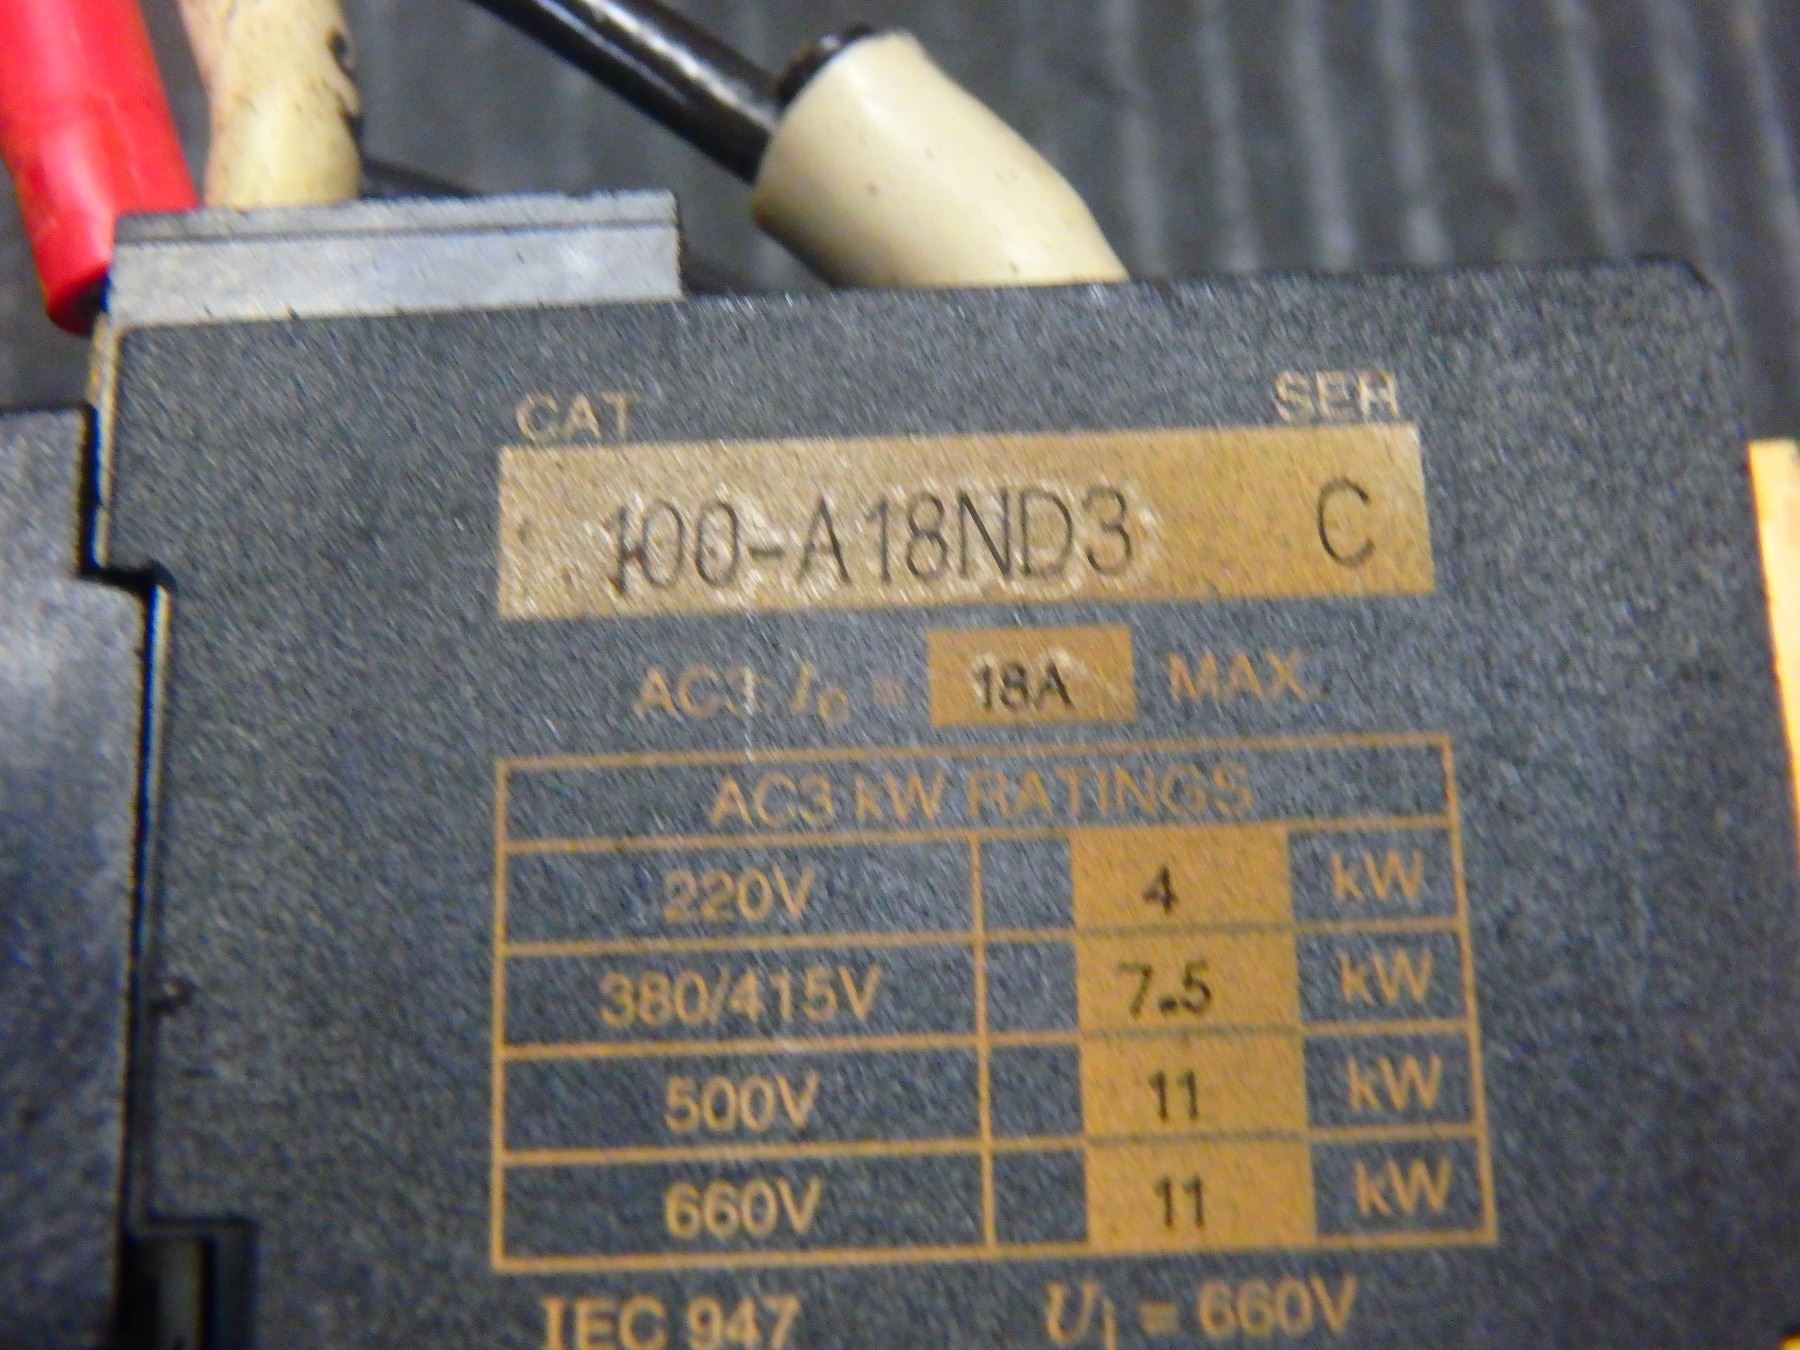 CAT SER
100-A18ND3 C
AC3 Ie = 18A MAX
AC3 kW RATINGS
220V 4 kW
380/415V 7.5 kW
500V 11 kW
660V 11 kW
IEC 947 Ui = 660V